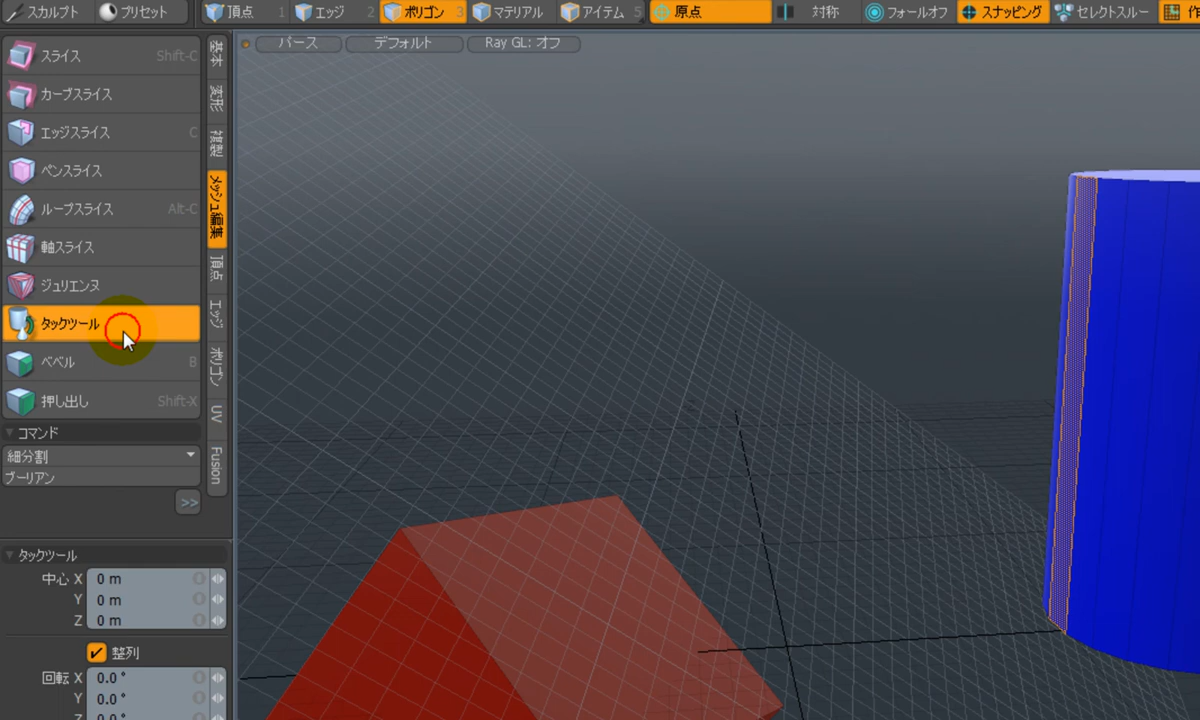 スカルプト プリセット 頂点 1 エッジ 2 ポリゴン 3 マテリアル アイテム 5 原点 対称 フォールオフ スナッピング セレクトスルー 作
パース デフォルト Ray GL: オフ
スライス Shift-C
カーブスライス
エッジスライス C
ペンスライス
ループスライス Alt-C
軸スライス
ジュリエンヌ
タックツール
ベベル B
押し出し Shift-X
コマンド
細分割
ブーリアン
>>
基本
変形
複製
メッシュ編集
頂点
エッジ
ポリゴン
UV
Fusion
タックツール
中心 X 0 m
Y 0 m
Z 0 m
整列
回転 X 0.0 °
Y 0.0 °
Z 0.0 °